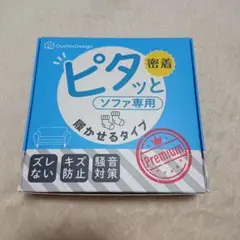 QuattroDesign
密着
ピタッと
ソファ専用
履かせるタイプ
ズレ
ない
キズ
防止
騒音
対策
Premium